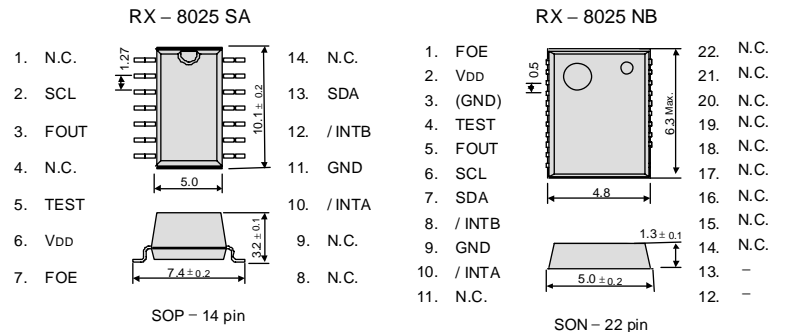 RX – 8025 SA
1. N.C.
2. SCL
3. FOUT
4. N.C.
5. TEST
6. VDD
7. FOE
1.27
10.1 ± 0.2
5.0
3.2 ± 0.1
7.4 ± 0.2
14. N.C.
13. SDA
12. / INTB
11. GND
10. / INTA
9. N.C.
8. N.C.
SOP – 14 pin
RX – 8025 NB
1. FOE
2. VDD
3. (GND)
4. TEST
5. FOUT
6. SCL
7. SDA
8. / INTB
9. GND
10. / INTA
11. N.C.
0.5
6.3 Max.
4.8
1.3 ± 0.1
5.0 ± 0.2
22. N.C.
21. N.C.
20. N.C.
19. N.C.
18. N.C.
17. N.C.
16. N.C.
15. N.C.
14. N.C.
13. –
12. –
SON – 22 pin